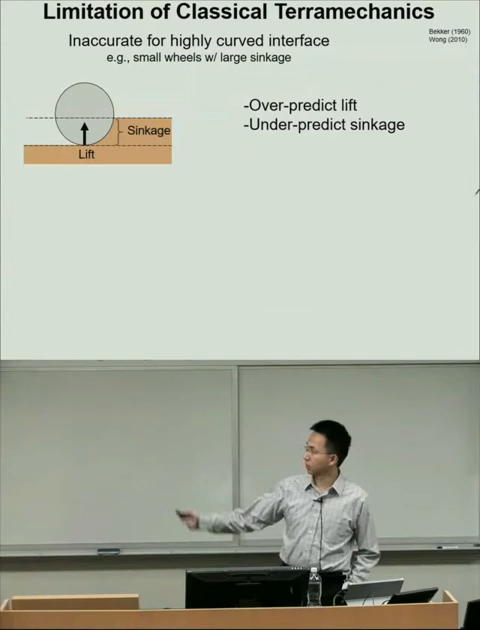 Limitation of Classical Terramechanics
Bekker (1960)
Wong (2010)
Inaccurate for highly curved interface
e.g., small wheels w/ large sinkage
-Over-predict lift
-Under-predict sinkage
Sinkage
Lift